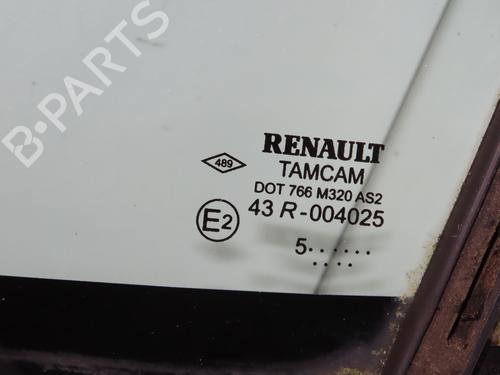 B-PARTS
RENAULT
489
TAMCAM
DOT 766 M320 AS2
E2 43 R-004025
5......
....